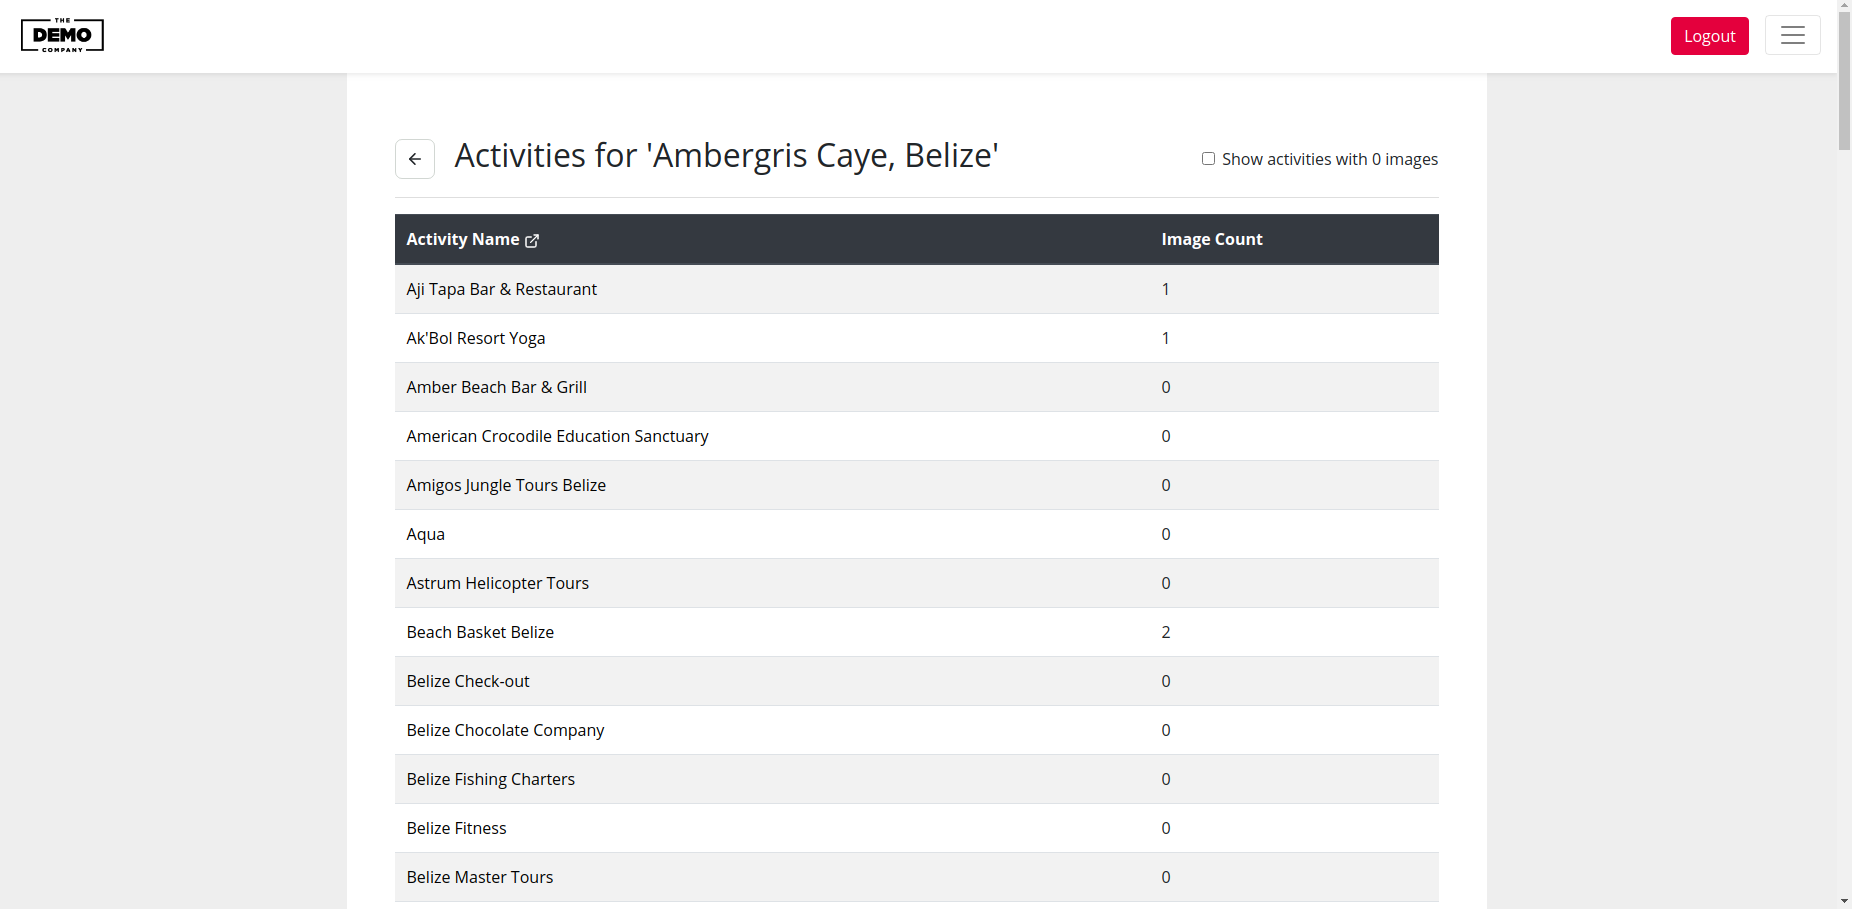 THE
DEMO
COMPANY
Logout
Activities for 'Ambergris Caye, Belize'
Show activities with 0 images
Activity Name Image Count
Aji Tapa Bar & Restaurant 1
Ak'Bol Resort Yoga 1
Amber Beach Bar & Grill 0
American Crocodile Education Sanctuary 0
Amigos Jungle Tours Belize 0
Aqua 0
Astrum Helicopter Tours 0
Beach Basket Belize 2
Belize Check-out 0
Belize Chocolate Company 0
Belize Fishing Charters 0
Belize Fitness 0
Belize Master Tours 0